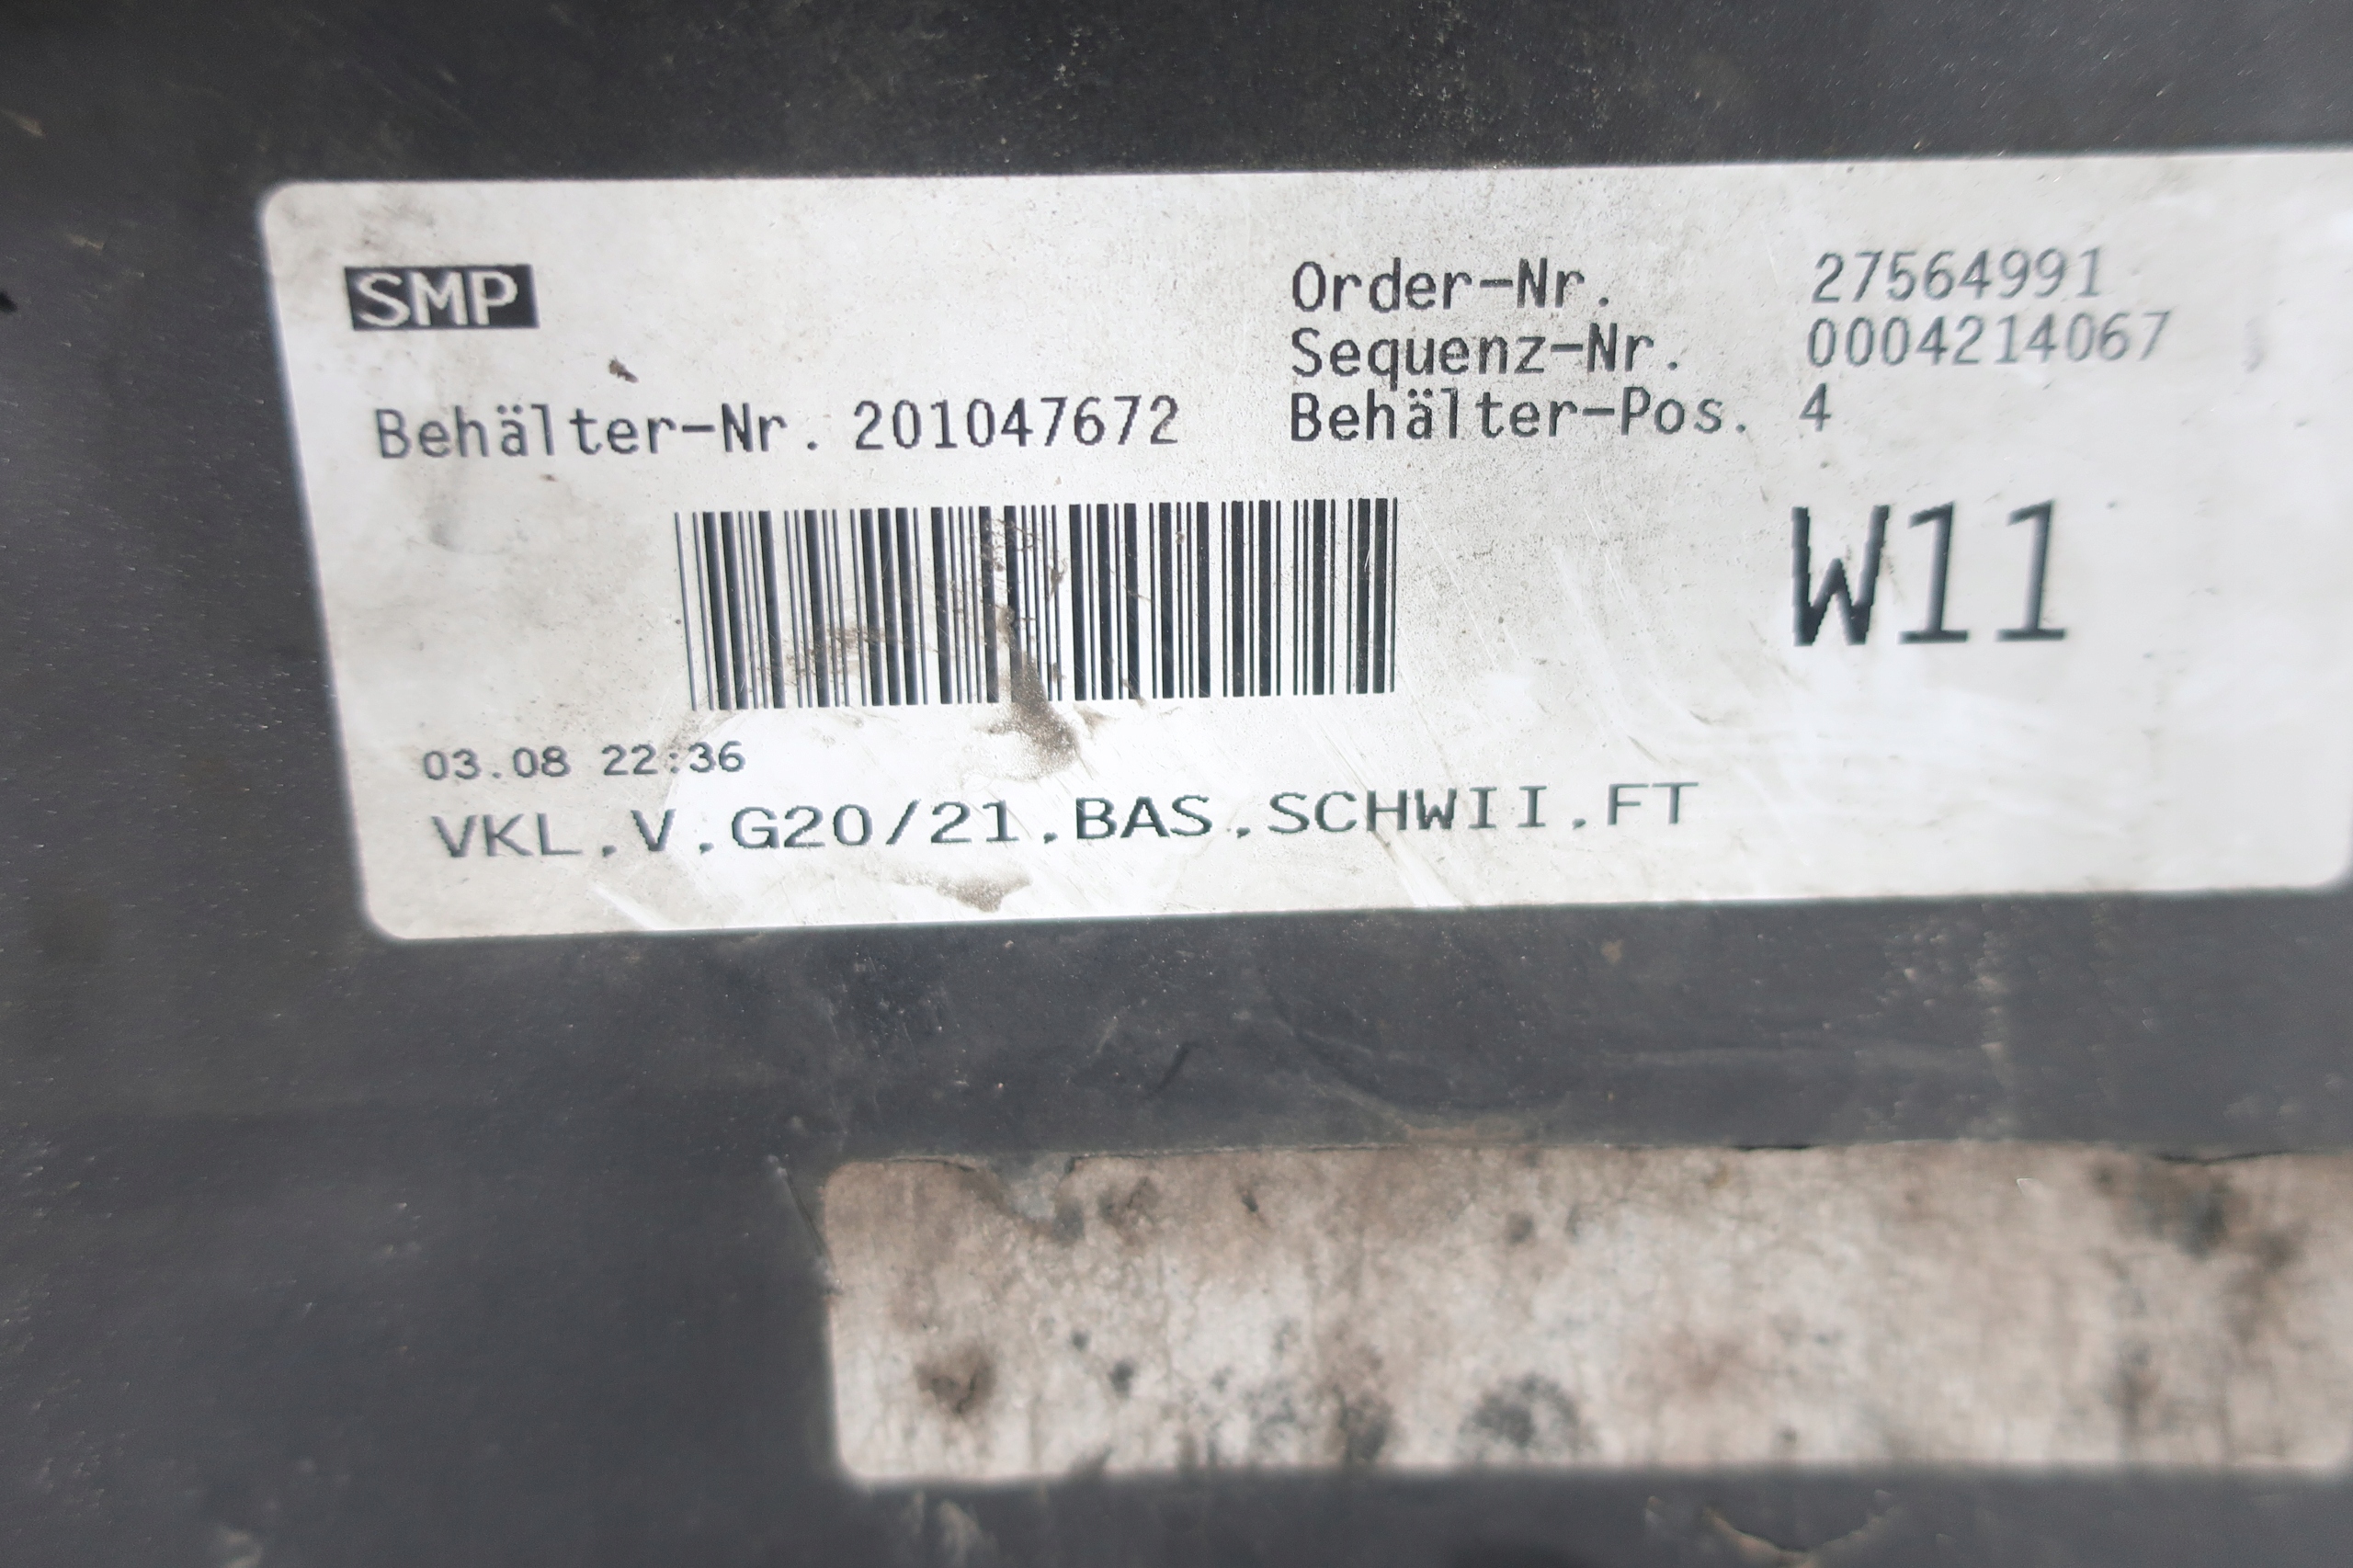 SMP
Order-Nr. 27564991
Sequenz-Nr. 0004214067
Behälter-Nr. 201047672
Behälter-Pos. 4
W11
03.08 22:36
VKL.V.G20/21.BAS.SCHWII.FT